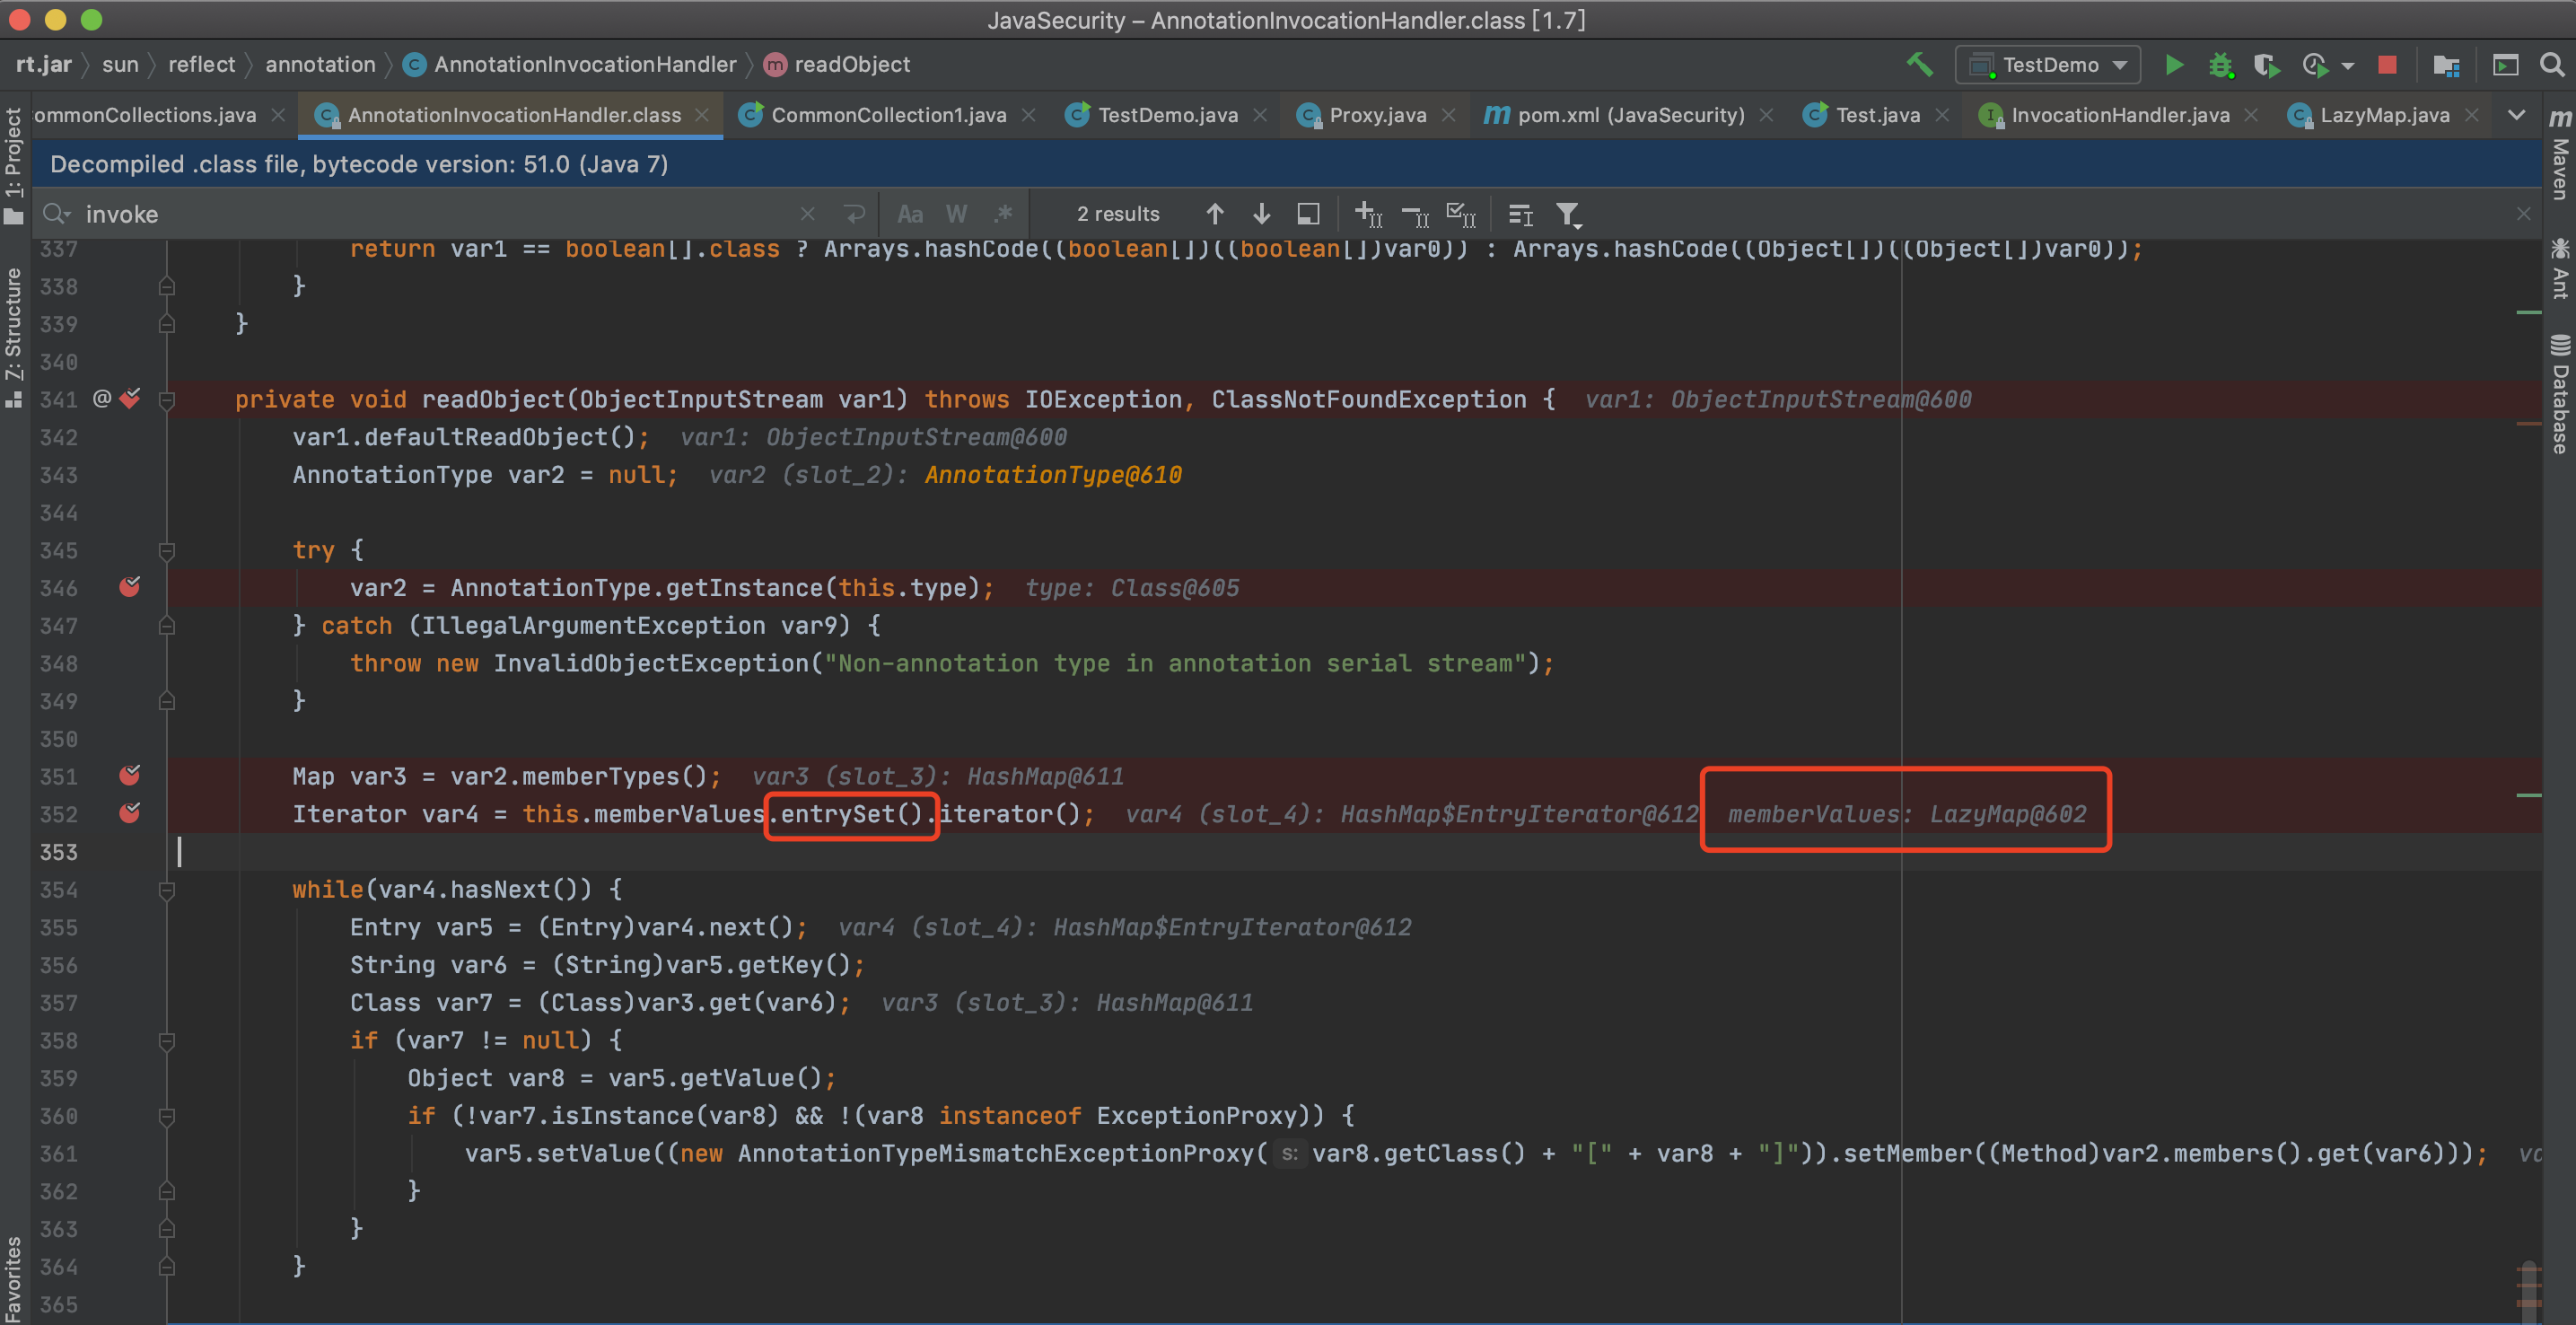 JavaSecurity – AnnotationInvocationHandler.class [1.7]
rt.jar sun reflect annotation AnnotationInvocationHandler readObject TestDemo
ommonCollections.java AnnotationInvocationHandler.class CommonCollection1.java TestDemo.java Proxy.java pom.xml (JavaSecurity) Test.java InvocationHandler.java LazyMap.java
Decompiled .class file, bytecode version: 51.0 (Java 7)
invoke Aa W .* 2 results
337 return var1 == boolean[].class ? Arrays.hashCode((boolean[])((boolean[])var0)) : Arrays.hashCode((Object[])((Object[])var0));
338 }
339 }
340
341 @ private void readObject(ObjectInputStream var1) throws IOException, ClassNotFoundException { var1: ObjectInputStream@600
342 var1.defaultReadObject(); var1: ObjectInputStream@600
343 AnnotationType var2 = null; var2 (slot_2): AnnotationType@610
344
345 try {
346 var2 = AnnotationType.getInstance(this.type); type: Class@605
347 } catch (IllegalArgumentException var9) {
348 throw new InvalidObjectException("Non-annotation type in annotation serial stream");
349 }
350
351 Map var3 = var2.memberTypes(); var3 (slot_3): HashMap@611
352 Iterator var4 = this.memberValues.entrySet().iterator(); var4 (slot_4): HashMap$EntryIterator@612 memberValues: LazyMap@602
353
354 while(var4.hasNext()) {
355 Entry var5 = (Entry)var4.next(); var4 (slot_4): HashMap$EntryIterator@612
356 String var6 = (String)var5.getKey();
357 Class var7 = (Class)var3.get(var6); var3 (slot_3): HashMap@611
358 if (var7 != null) {
359 Object var8 = var5.getValue();
360 if (!var7.isInstance(var8) && !(var8 instanceof ExceptionProxy)) {
361 var5.setValue((new AnnotationTypeMismatchExceptionProxy( s: var8.getClass() + "[" + var8 + "]")).setMember((Method)var2.members().get(var6))); va
362 }
363 }
364 }
365
1: Project
Z: Structure
Favorites
m Maven
Ant
Database